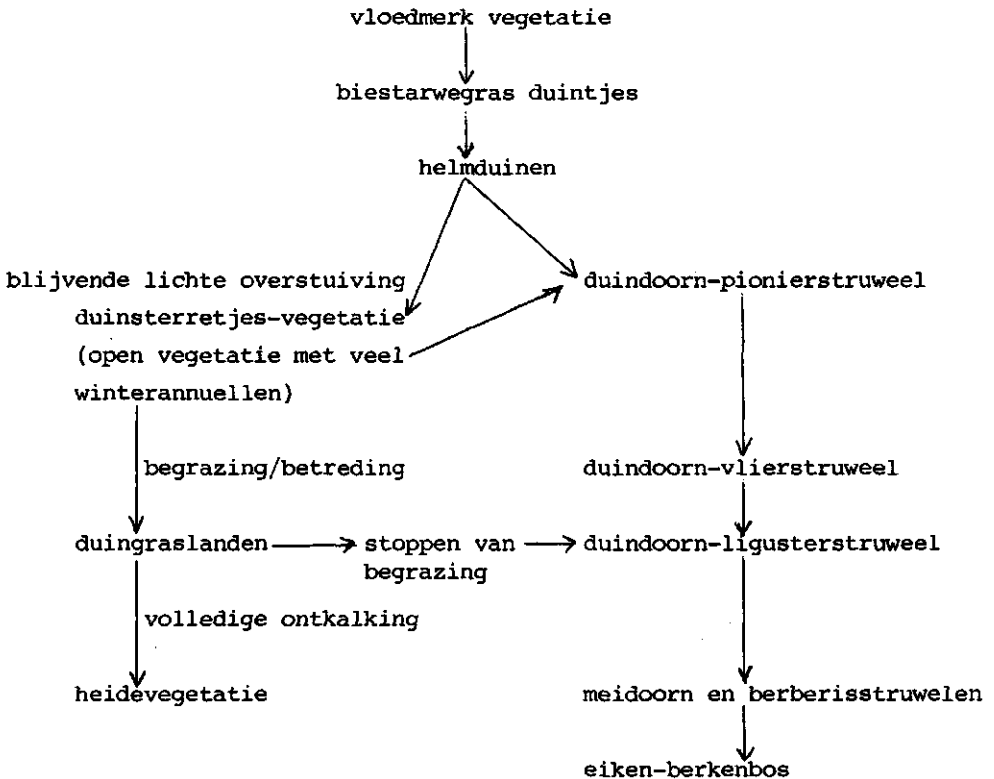 vloedmerk vegetatie
biestarwegras duintjes
helmduinen
blijvende lichte overstuiving
duinsterretjes-vegetatie
(open vegetatie met veel
winterannuellen)
duindoorn-pionierstruweel
begrazing/betreding
duindoorn-vlierstruweel
duingraslanden
stoppen van
begrazing
duindoorn-ligusterstruweel
volledige ontkalking
heidevegetatie
meidoorn en berberisstruwelen
eiken-berkenbos